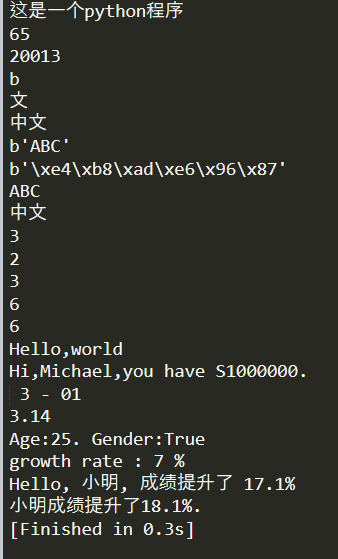 这是一个python程序
65
20013
b
文
中文
b'ABC'
b'\xe4\xb8\xad\xe6\x96\x87'
ABC
中文
3
2
3
6
6
Hello,world
Hi,Michael,you have S1000000.
 3 - 01
3.14
Age:25. Gender:True
growth rate : 7 %
Hello, 小明, 成绩提升了 17.1%
小明成绩提升了18.1%.
[Finished in 0.3s]